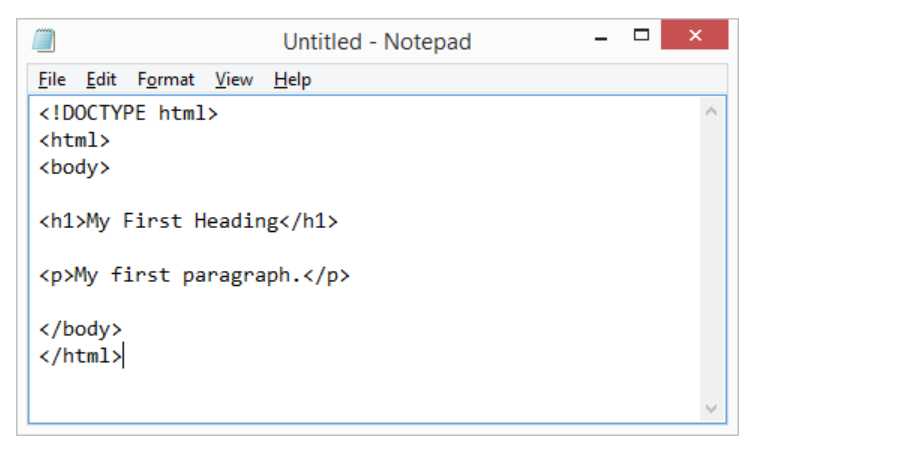 Untitled - Notepad
File Edit Format View Help
<!DOCTYPE html>
<html>
<body>

<h1>My First Heading</h1>

<p>My first paragraph.</p>

</body>
</html>